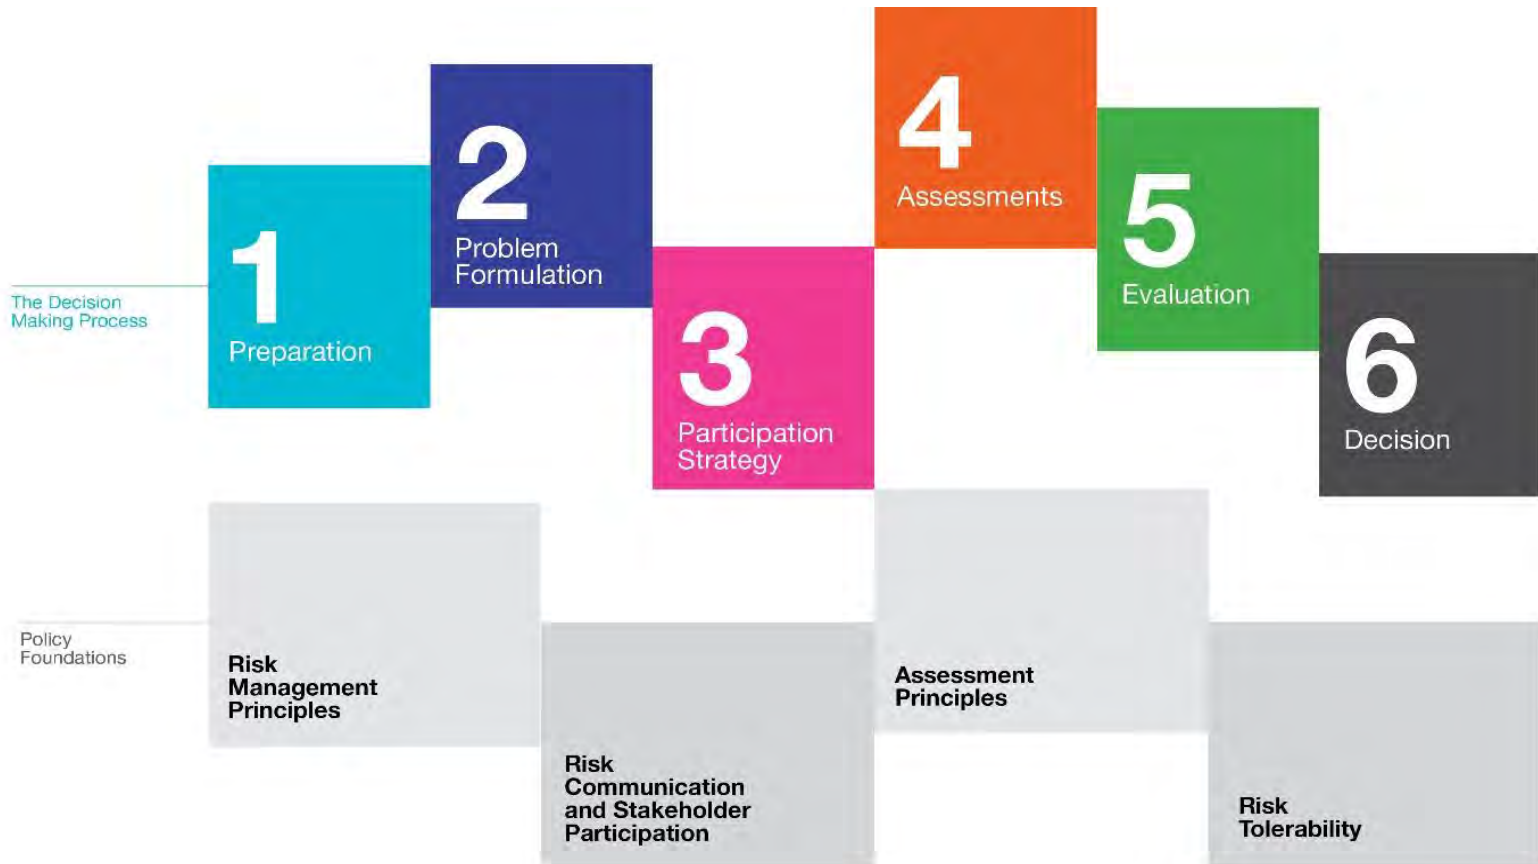 The Decision
Making Process
1
Preparation
2
Problem
Formulation
3
Participation
Strategy
4
Assessments
5
Evaluation
6
Decision
Policy
Foundations
Risk
Management
Principles
Risk
Communication
and Stakeholder
Participation
Assessment
Principles
Risk
Tolerability